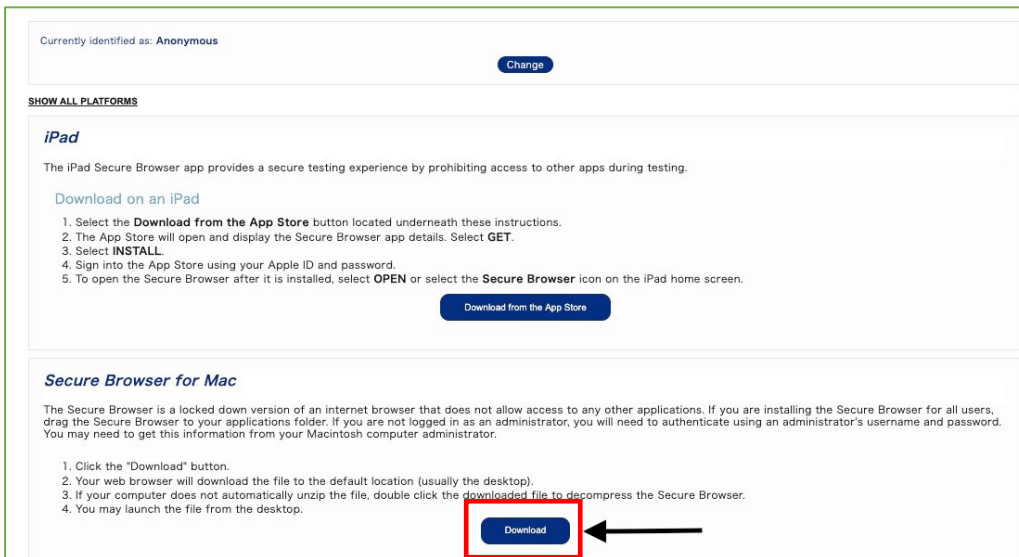 Currently identified as: Anonymous
Change
SHOW ALL PLATFORMS
iPad
The iPad Secure Browser app provides a secure testing experience by prohibiting access to other apps during testing.
Download on an iPad
1. Select the Download from the App Store button located underneath these instructions.
2. The App Store will open and display the Secure Browser app details. Select GET.
3. Select INSTALL.
4. Sign into the App Store using your Apple ID and password.
5. To open the Secure Browser after it is installed, select OPEN or select the Secure Browser icon on the iPad home screen.
Download from the App Store
Secure Browser for Mac
The Secure Browser is a locked down version of an internet browser that does not allow access to any other applications. If you are installing the Secure Browser for all users,
drag the Secure Browser to your applications folder. If you are not logged in as an administrator, you will need to authenticate using an administrator's username and password.
You may need to get this information from your Macintosh computer administrator.
1. Click the "Download" button.
2. Your web browser will download the file to the default location (usually the desktop).
3. If your computer does not automatically unzip the file, double click the downloaded file to decompress the Secure Browser.
4. You may launch the file from the desktop.
Download